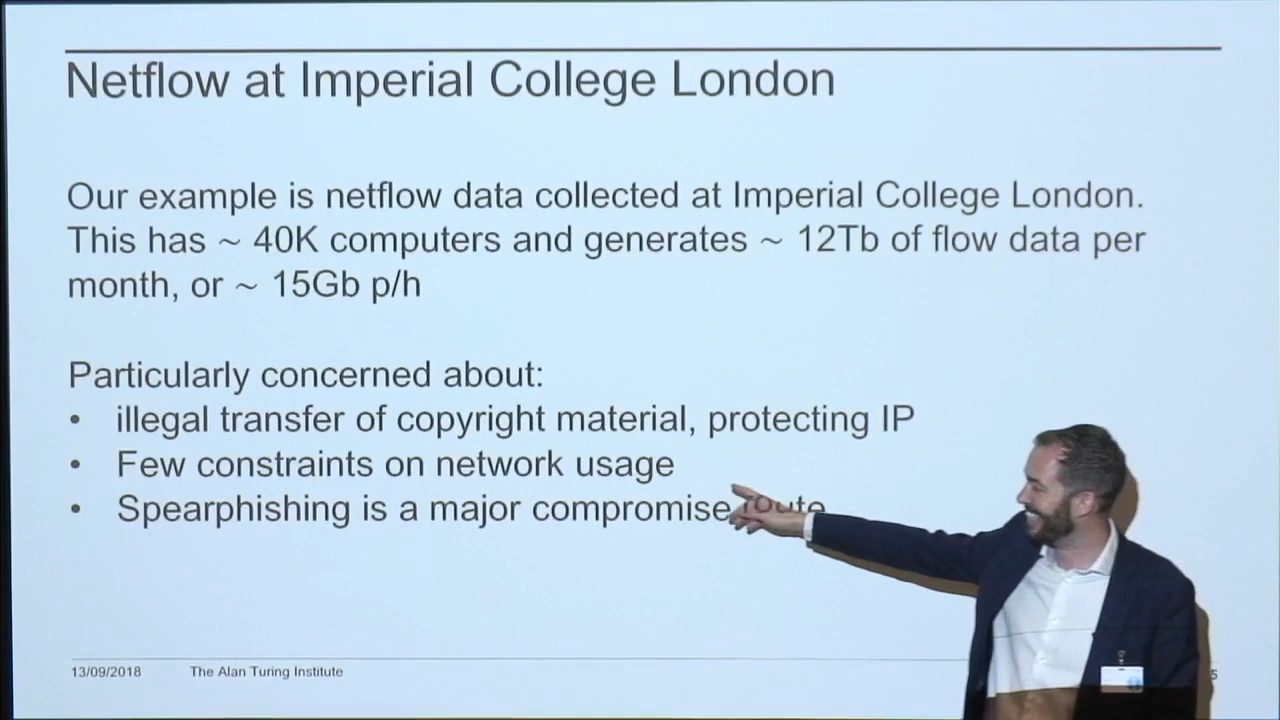 Netflow at Imperial College London
Our example is netflow data collected at Imperial College London.
This has ~ 40K computers and generates ~ 12Tb of flow data per
month, or ~ 15Gb p/h
Particularly concerned about:
• illegal transfer of copyright material, protecting IP
• Few constraints on network usage
• Spearphishing is a major compromise route
13/09/2018 The Alan Turing Institute 5